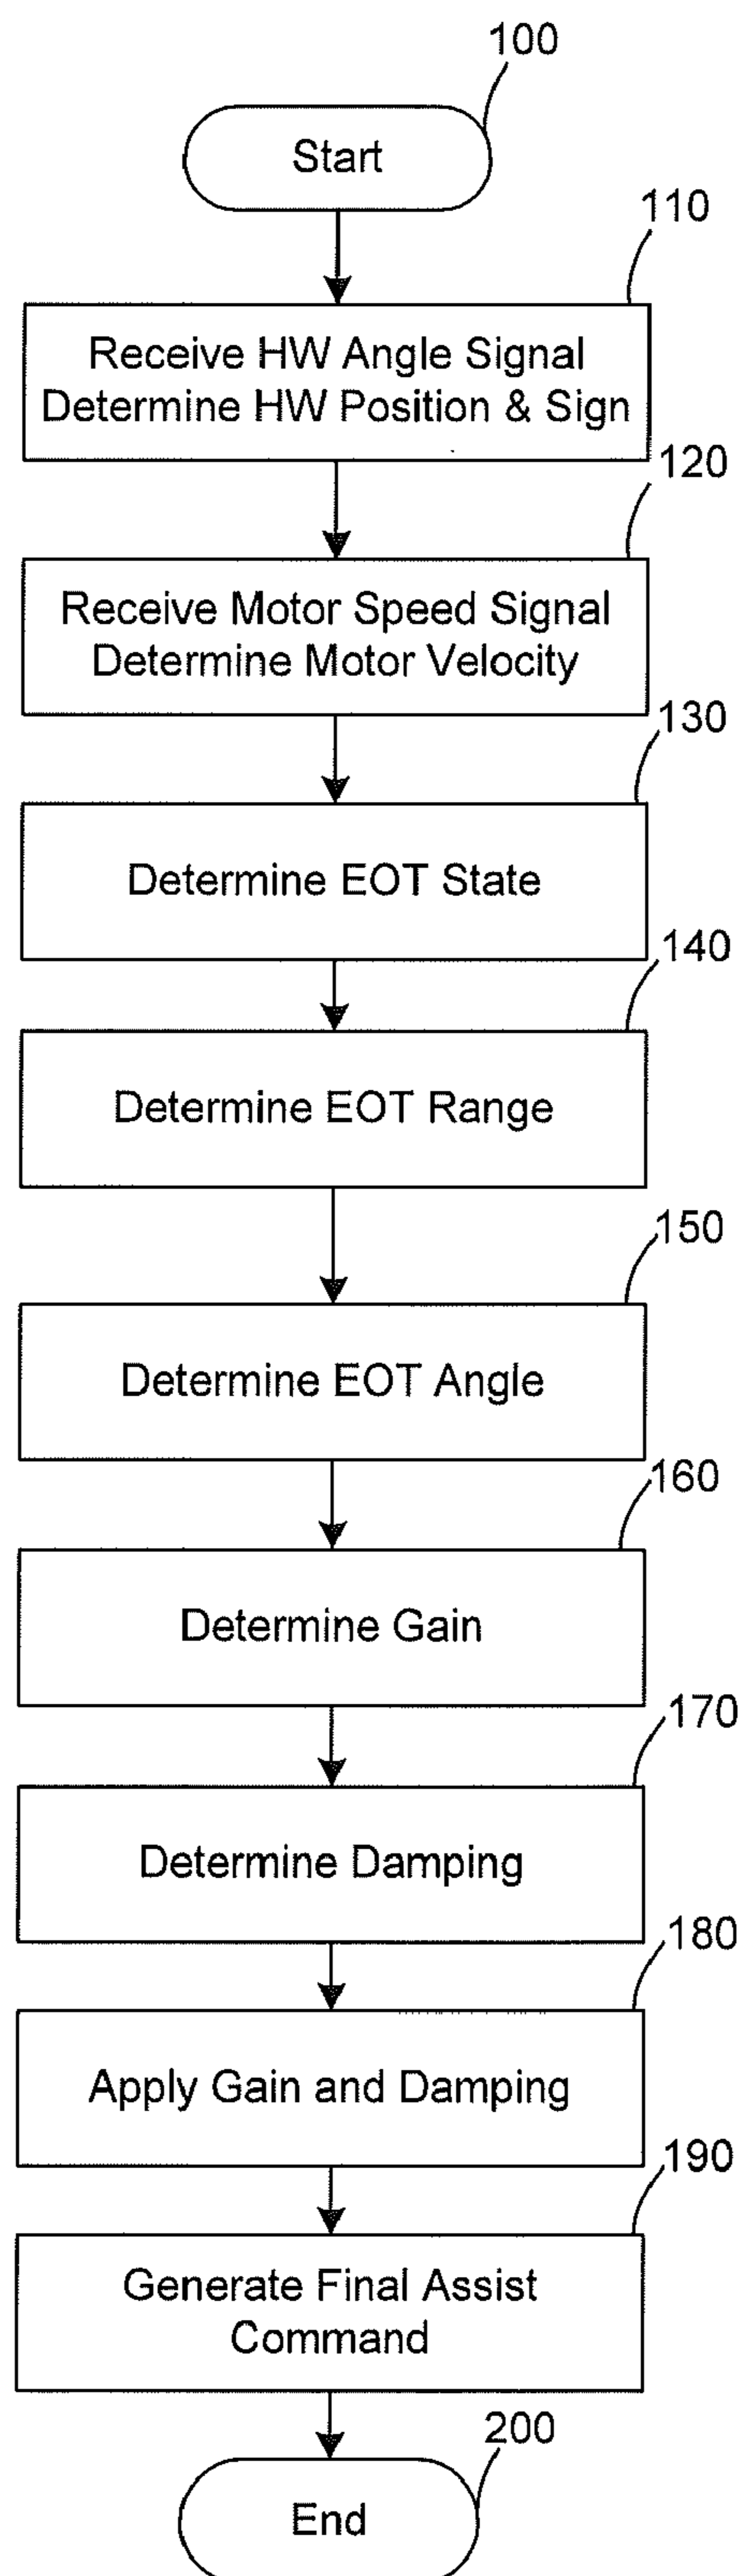 100
Start
110
Receive HW Angle Signal
Determine HW Position & Sign
120
Receive Motor Speed Signal
Determine Motor Velocity
130
Determine EOT State
140
Determine EOT Range
150
Determine EOT Angle
160
Determine Gain
170
Determine Damping
180
Apply Gain and Damping
190
Generate Final Assist
Command
200
End